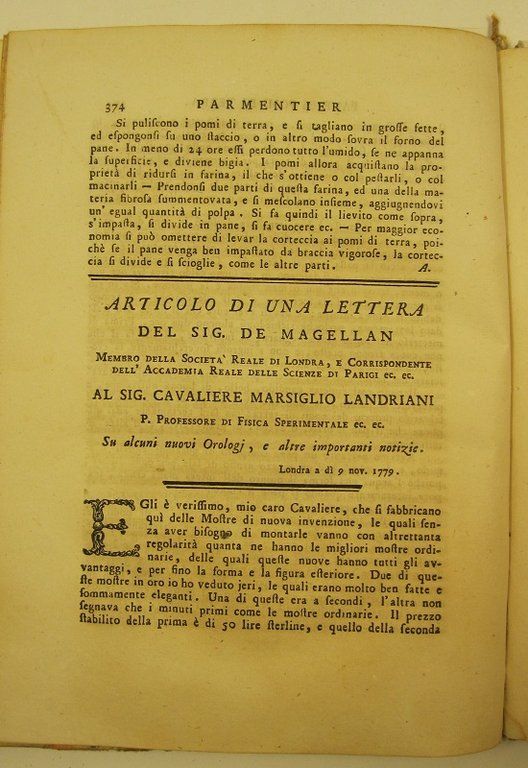 374 PARMENTIER
Si puliscono i pomi di terra, e si tagliano in grosse fette,
ed espongonsi su uno staccio, o in altro modo sovra il forno del
pane. In meno di 24 ore essi perdono tutto l'umido, se ne appanna
la superficie, e diviene bigia. I pomi allora acquistano la pro-
prietà di ridursi in farina, il che s'ottiene o col pestarli, o col
macinarli — Prendonsi due parti di questa farina, ed una della ma-
teria fibrosa summentovata, e si mescolano insieme, aggiugnendovi
un' egual quantità di polpa. Si fa quindi il lievito come sopra,
s'impasta, si divide in pane, si fa cuocere ec. — Per maggior eco-
nomia si può omettere di levar la corteccia ai pomi di terra, poi-
chè se il pane venga ben impastato da braccia vigorose, la cortec-
cia si divide e si scioglie, come le altre parti. A.
ARTICOLO DI UNA LETTERA
DEL SIG. DE MAGELLAN
MEMBRO DELLA SOCIETA' REALE DI LONDRA, E CORRISPONDENTE
DELL' ACCADEMIA REALE DELLE SCIENZE DI PARIGI ec. ec.
AL SIG. CAVALIERE MARSIGLIO LANDRIANI
P. PROFESSORE DI FISICA SPERIMENTALE ec. ec.
Su alcuni nuovi Orologj, e altre importanti notizie.
Londra a dì 9 nov. 1779.
EGli è verissimo, mio caro Cavaliere, che si fabbricano
quì delle Mostre di nuova invenzione, le quali sen-
za aver bisogno di montarle vanno con altrettanta
regolarità quanta ne hanno le migliori mostre ordi-
narie, delle quali queste nuove hanno tutti gli av-
vantaggi, e per fino la forma e la figura esteriore. Due di que-
ste mostre in oro io ho veduto jeri, le quali erano molto ben fatte e
sommamente eleganti. Una di queste era a secondi, l'altra non
segnava che i minuti primi come le mostre ordinarie. Il prezzo
stabilito della prima è di 50 lire sterline, e quello della seconda